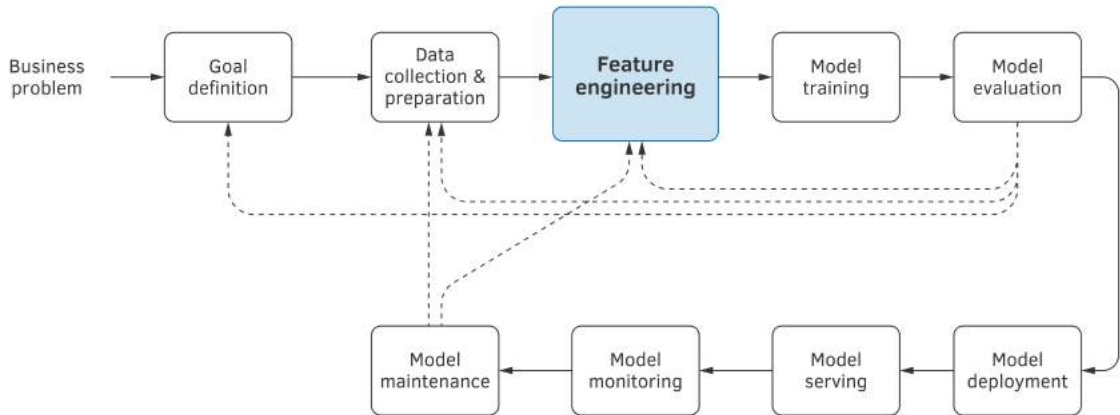 Business
problem
Goal
definition
Data
collection &
preparation
Feature
engineering
Model
training
Model
evaluation
Model
maintenance
Model
monitoring
Model
serving
Model
deployment